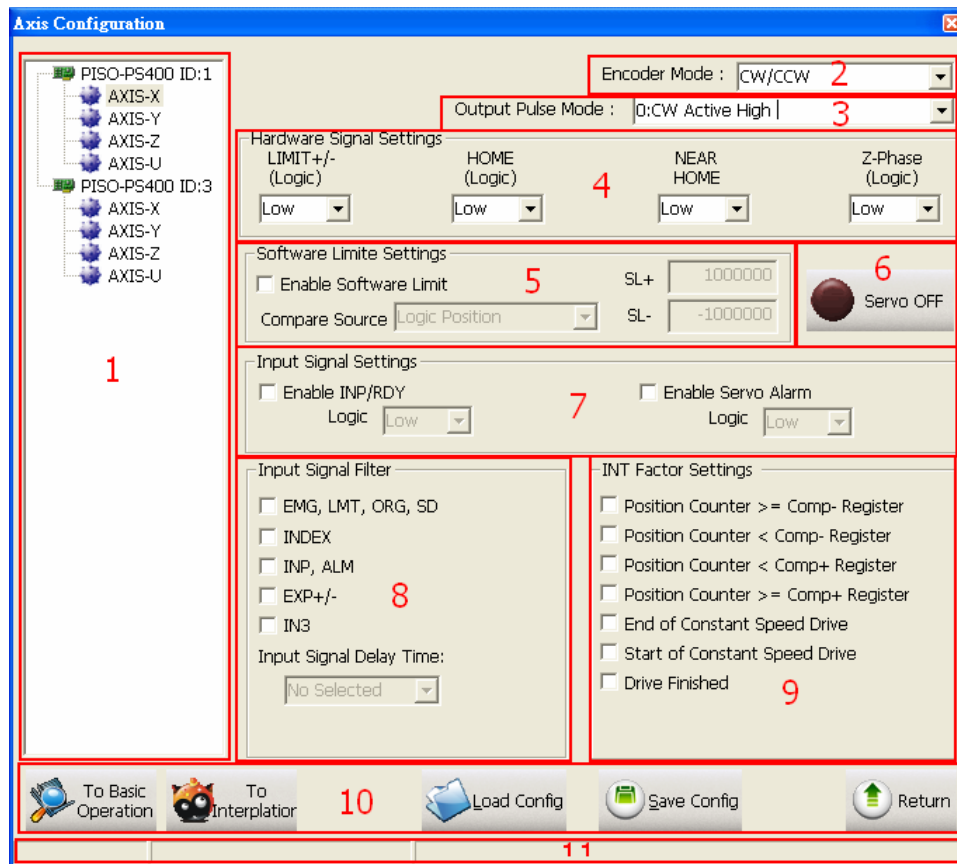 Axis Configuration
PISO-PS400 ID:1
AXIS-X
AXIS-Y
AXIS-Z
AXIS-U
PISO-PS400 ID:3
AXIS-X
AXIS-Y
AXIS-Z
AXIS-U
1
Encoder Mode : CW/CCW 2
Output Pulse Mode : 0:CW Active High 3
Hardware Signal Settings
LIMIT+/- (Logic)
Low
HOME (Logic)
Low
4
NEAR HOME
Low
Z-Phase (Logic)
Low
Software Limite Settings
Enable Software Limit
Compare Source Logic Position
5
SL+ 1000000
SL- -1000000
6
Servo OFF
Input Signal Settings
Enable INP/RDY
Logic Low
7
Enable Servo Alarm
Logic Low
Input Signal Filter
EMG, LMT, ORG, SD
INDEX
INP, ALM
EXP+/-
IN3
8
Input Signal Delay Time:
No Selected
INT Factor Settings
Position Counter >= Comp- Register
Position Counter < Comp- Register
Position Counter < Comp+ Register
Position Counter >= Comp+ Register
End of Constant Speed Drive
Start of Constant Speed Drive
Drive Finished
9
To Basic Operation
To Interplation
10
Load Config
Save Config
Return
11